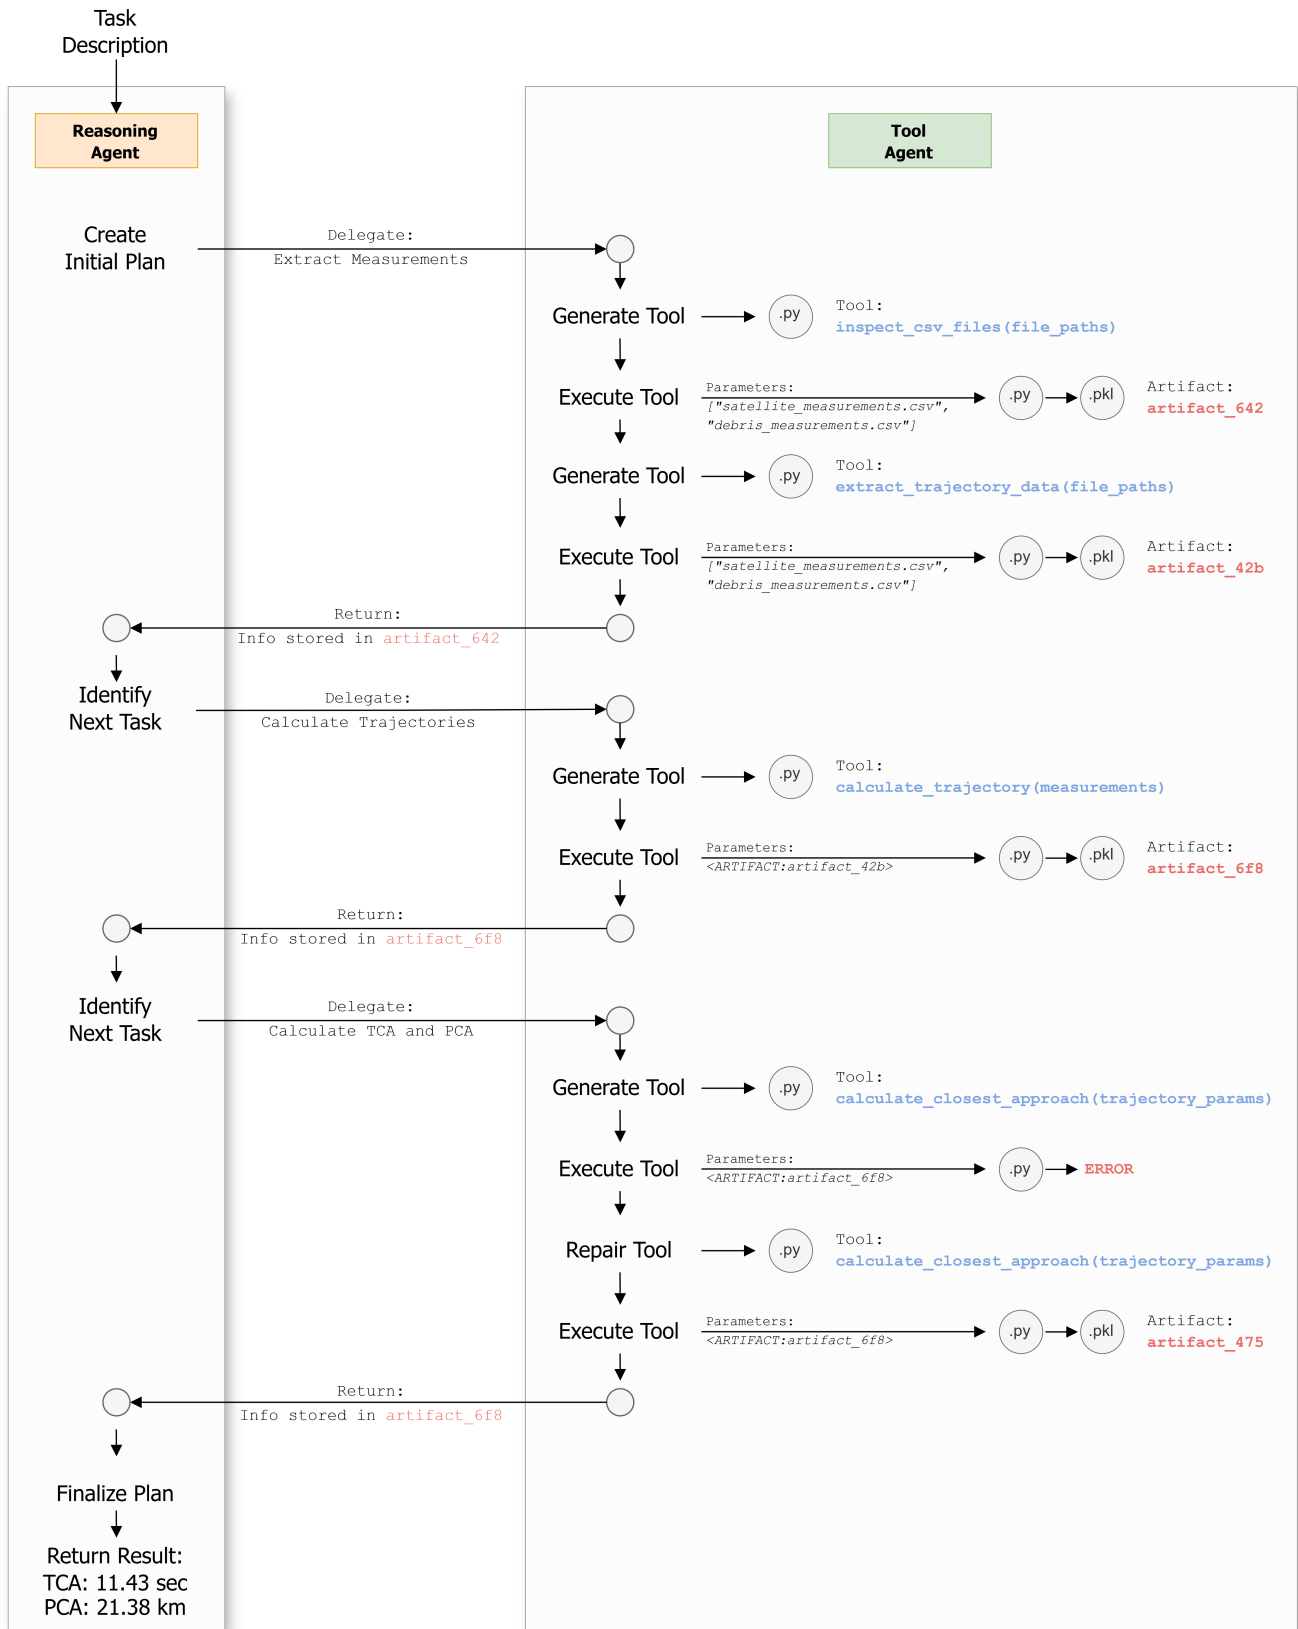 Task
Description
Reasoning
Agent
Tool
Agent
Create
Initial Plan
Delegate:
Extract Measurements
Generate Tool
.py
Tool:
inspect_csv_files(file_paths)
Execute Tool
Parameters:
["satellite_measurements.csv",
"debris_measurements.csv"]
.py
.pkl
Artifact:
artifact_642
Generate Tool
.py
Tool:
extract_trajectory_data(file_paths)
Execute Tool
Parameters:
["satellite_measurements.csv",
"debris_measurements.csv"]
.py
.pkl
Artifact:
artifact_42b
Return:
Info stored in artifact_642
Identify
Next Task
Delegate:
Calculate Trajectories
Generate Tool
.py
Tool:
calculate_trajectory(measurements)
Execute Tool
Parameters:
<ARTIFACT:artifact_42b>
.py
.pkl
Artifact:
artifact_6f8
Return:
Info stored in artifact_6f8
Identify
Next Task
Delegate:
Calculate TCA and PCA
Generate Tool
.py
Tool:
calculate_closest_approach(trajectory_params)
Execute Tool
Parameters:
<ARTIFACT:artifact_6f8>
.py
ERROR
Repair Tool
.py
Tool:
calculate_closest_approach(trajectory_params)
Execute Tool
Parameters:
<ARTIFACT:artifact_6f8>
.py
.pkl
Artifact:
artifact_475
Return:
Info stored in artifact_6f8
Finalize Plan
Return Result:
TCA: 11.43 sec
PCA: 21.38 km